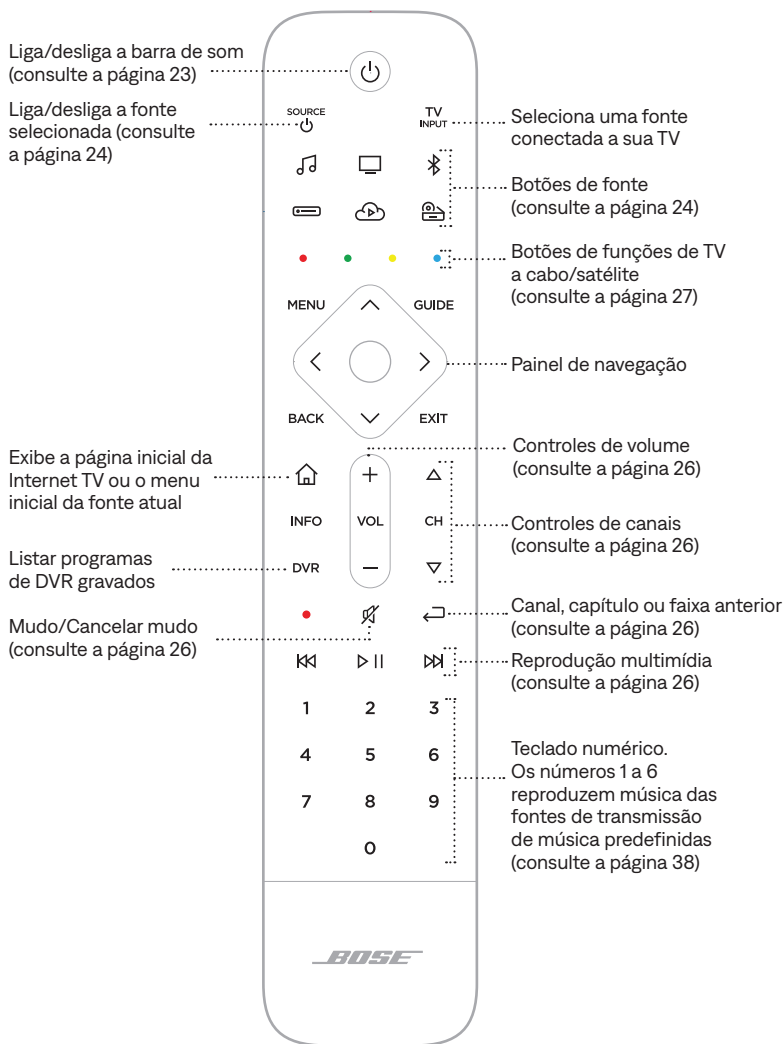 Liga/desliga a barra de som
(consulte a página 23)
Liga/desliga a fonte
selecionada (consulte
a página 24)
SOURCE
TV
INPUT
Seleciona uma fonte
conectada a sua TV
Botões de fonte
(consulte a página 24)
Botões de funções de TV
a cabo/satélite
(consulte a página 27)
MENU
GUIDE
Painel de navegação
BACK
EXIT
Controles de volume
(consulte a página 26)
Exibe a página inicial da
Internet TV ou o menu
inicial da fonte atual
INFO
VOL
CH
Controles de canais
(consulte a página 26)
Listar programas
de DVR gravados
DVR
Canal, capítulo ou faixa anterior
(consulte a página 26)
Mudo/Cancelar mudo
(consulte a página 26)
Reprodução multimídia
(consulte a página 26)
1 2 3
4 5 6
7 8 9
0
Teclado numérico.
Os números 1 a 6
reproduzem música das
fontes de transmissão
de música predefinidas
(consulte a página 38)
BOSE